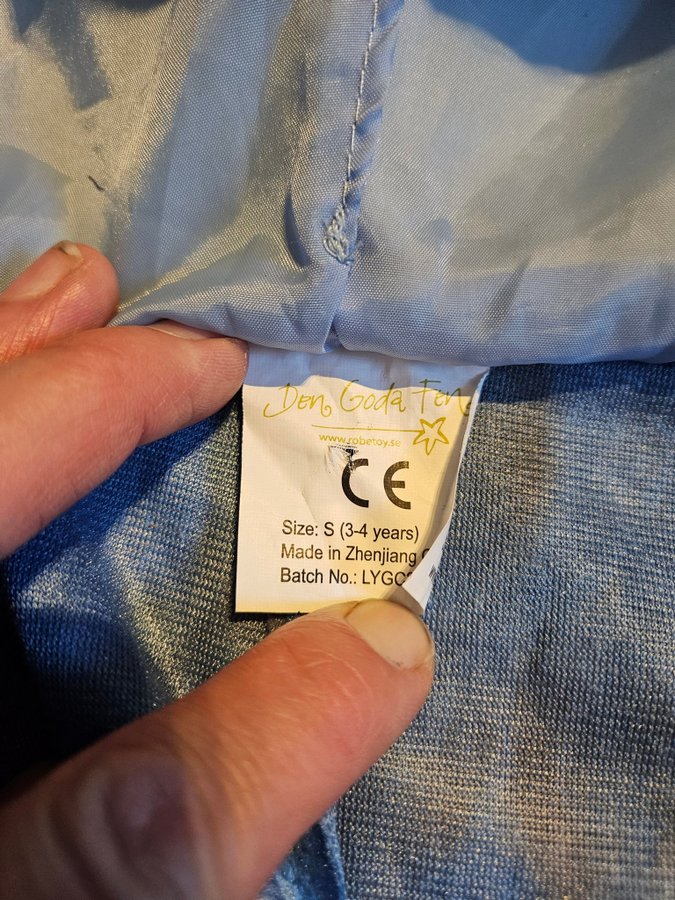 Den Goda Fen
www.robetoy.se
CE
Size: S (3-4 years)
Made in Zhenjiang
Batch No.: